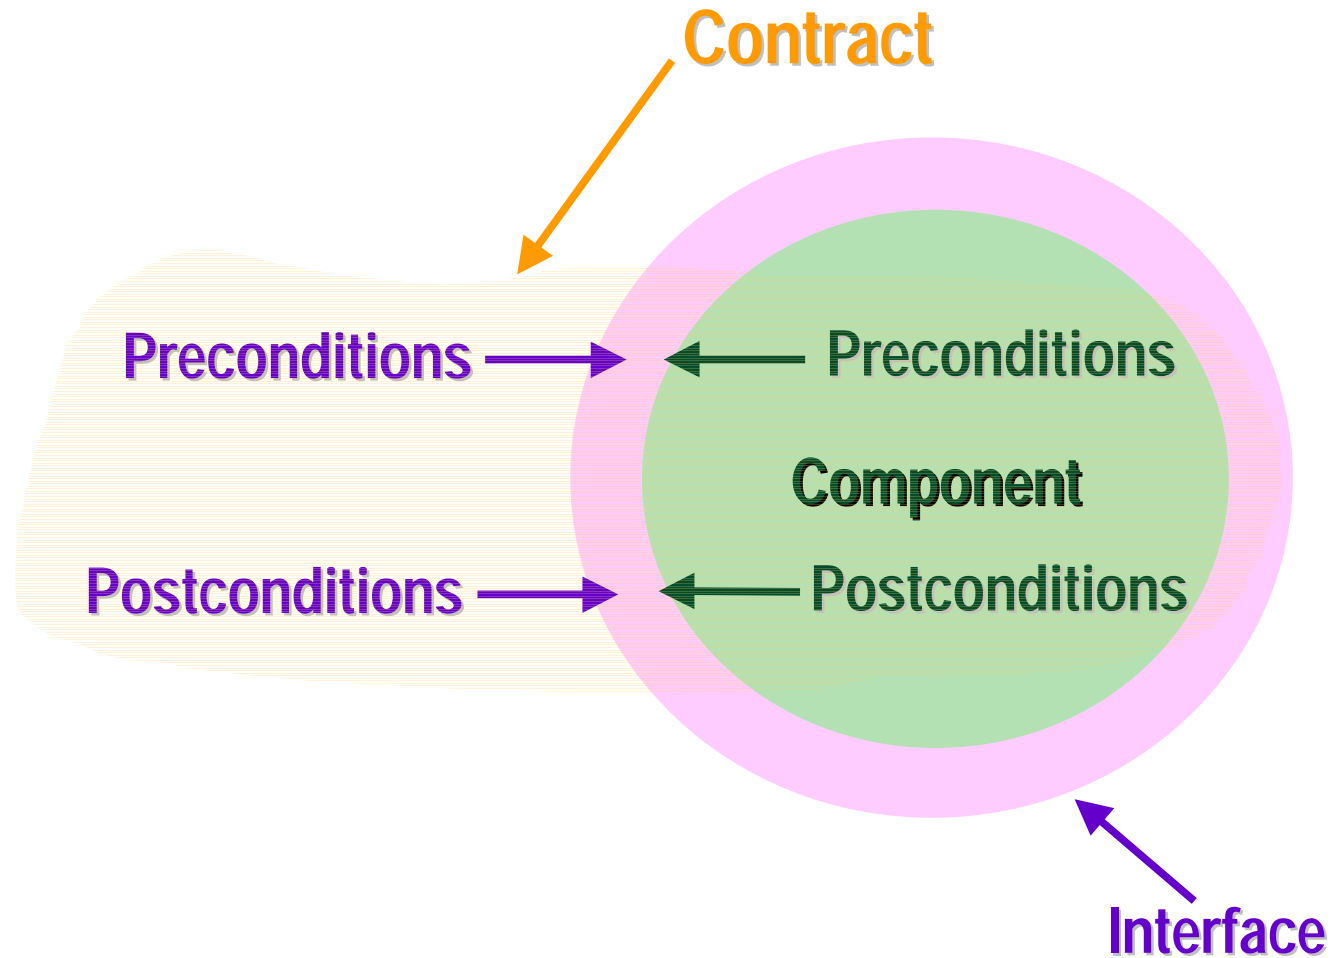 Contract
Preconditions
Preconditions
Component
Postconditions
Postconditions
Interface